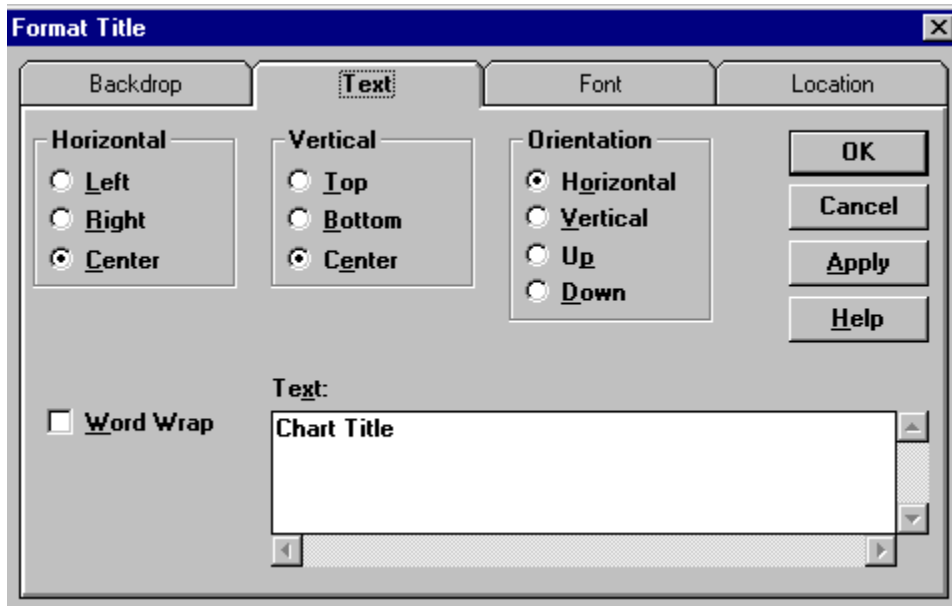 Format Title
Backdrop Text Font Location
Horizontal
Left
Right
Center
Vertical
Top
Bottom
Center
Orientation
Horizontal
Vertical
Up
Down
OK
Cancel
Apply
Help
Word Wrap
Text:
Chart Title